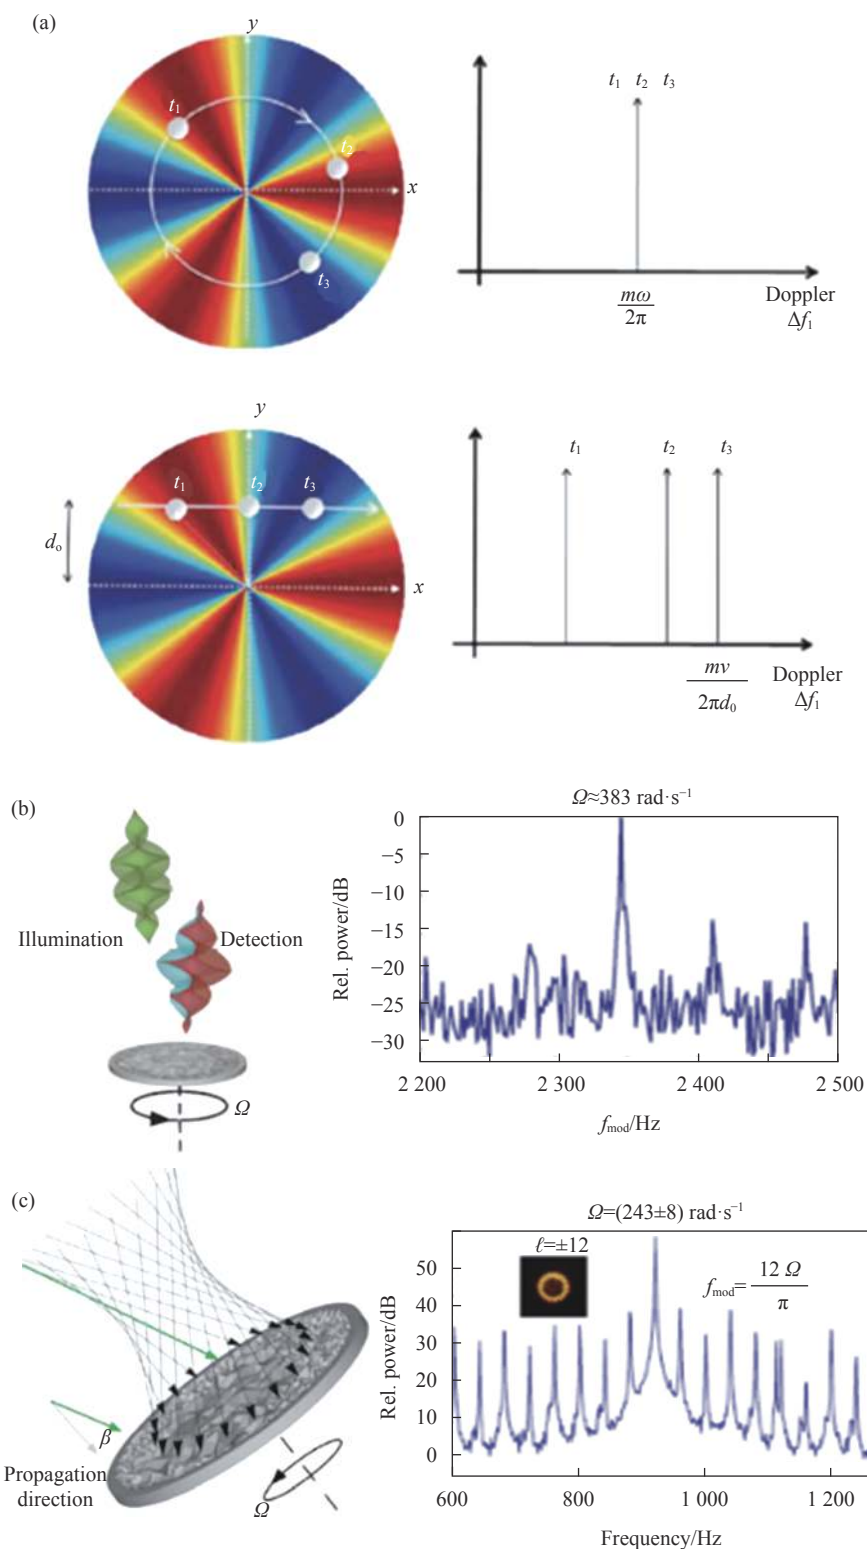 (a)
y
t₁
t₂
t₃
x
t₁ t₂ t₃
mω
2π
Doppler
Δf₁
y
t₁
t₂
t₃
dₒ
x
t₁ t₂ t₃
mv
2πd₀
Doppler
Δf₁
(b)
Illumination
Detection
Ω
Ω≈383 rad·s⁻¹
Rel. power/dB
0
−5
−10
−15
−20
−25
−30
2 200 2 300 2 400 2 500
f_mod/Hz
(c)
β
Propagation
direction
Ω
Ω=(243±8) rad·s⁻¹
ℓ=±12
f_mod= 12 Ω
π
Rel. power/dB
50
40
30
20
10
0
600 800 1 000 1 200
Frequency/Hz